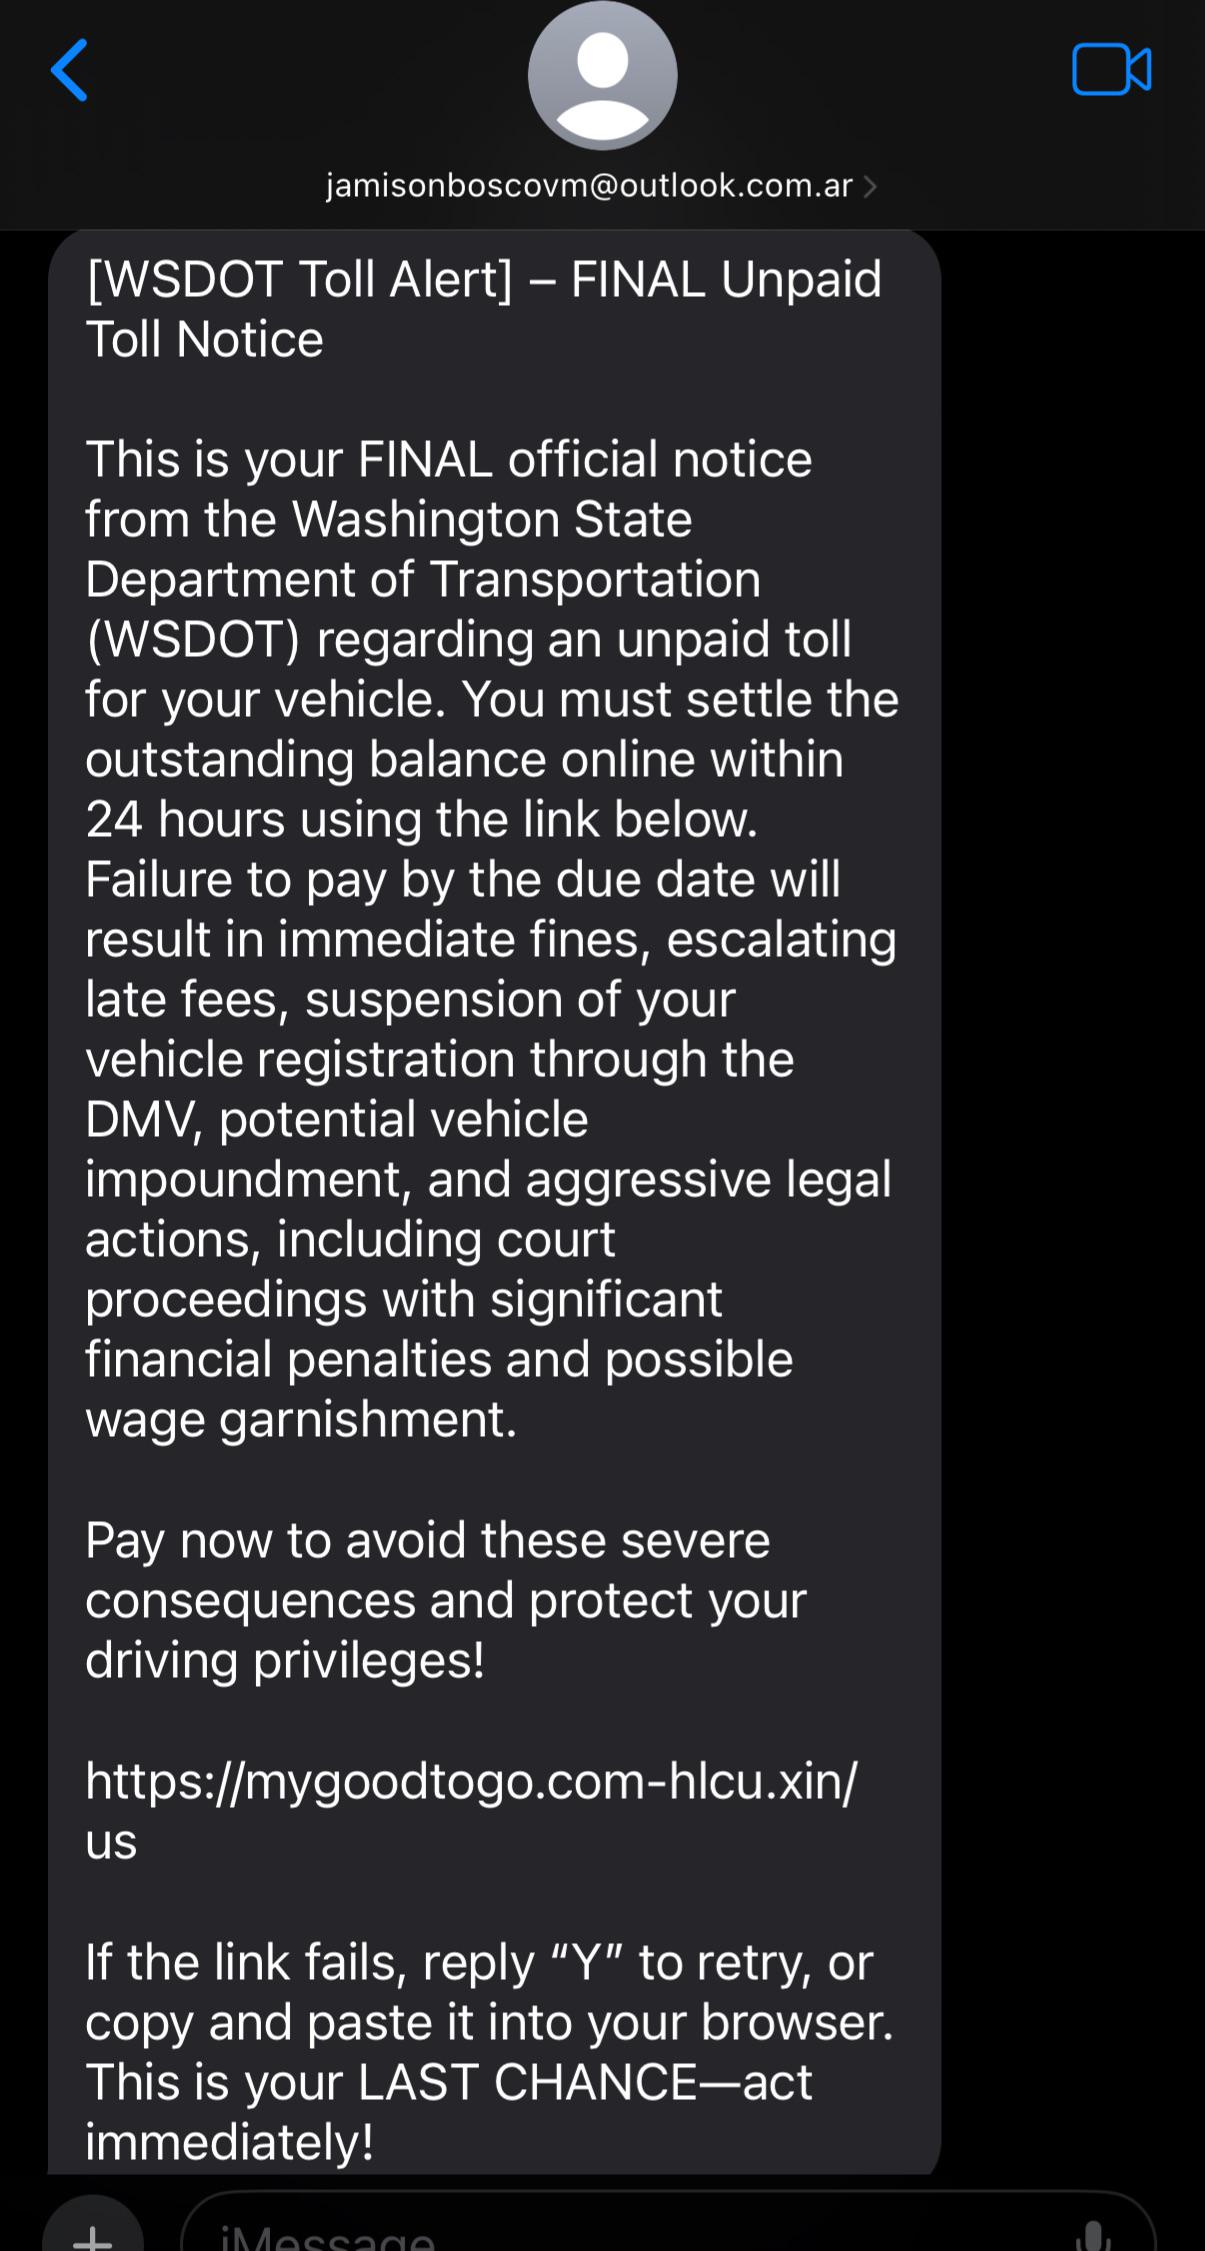 jamisonboscovm@outlook.com.ar
[WSDOT Toll Alert] – FINAL Unpaid
Toll Notice
This is your FINAL official notice
from the Washington State
Department of Transportation
(WSDOT) regarding an unpaid toll
for your vehicle. You must settle the
outstanding balance online within
24 hours using the link below.
Failure to pay by the due date will
result in immediate fines, escalating
late fees, suspension of your
vehicle registration through the
DMV, potential vehicle
impoundment, and aggressive legal
actions, including court
proceedings with significant
financial penalties and possible
wage garnishment.
Pay now to avoid these severe
consequences and protect your
driving privileges!
https://mygoodtogo.com-hlcu.xin/
us
If the link fails, reply “Y” to retry, or
copy and paste it into your browser.
This is your LAST CHANCE—act
immediately!
iMessage